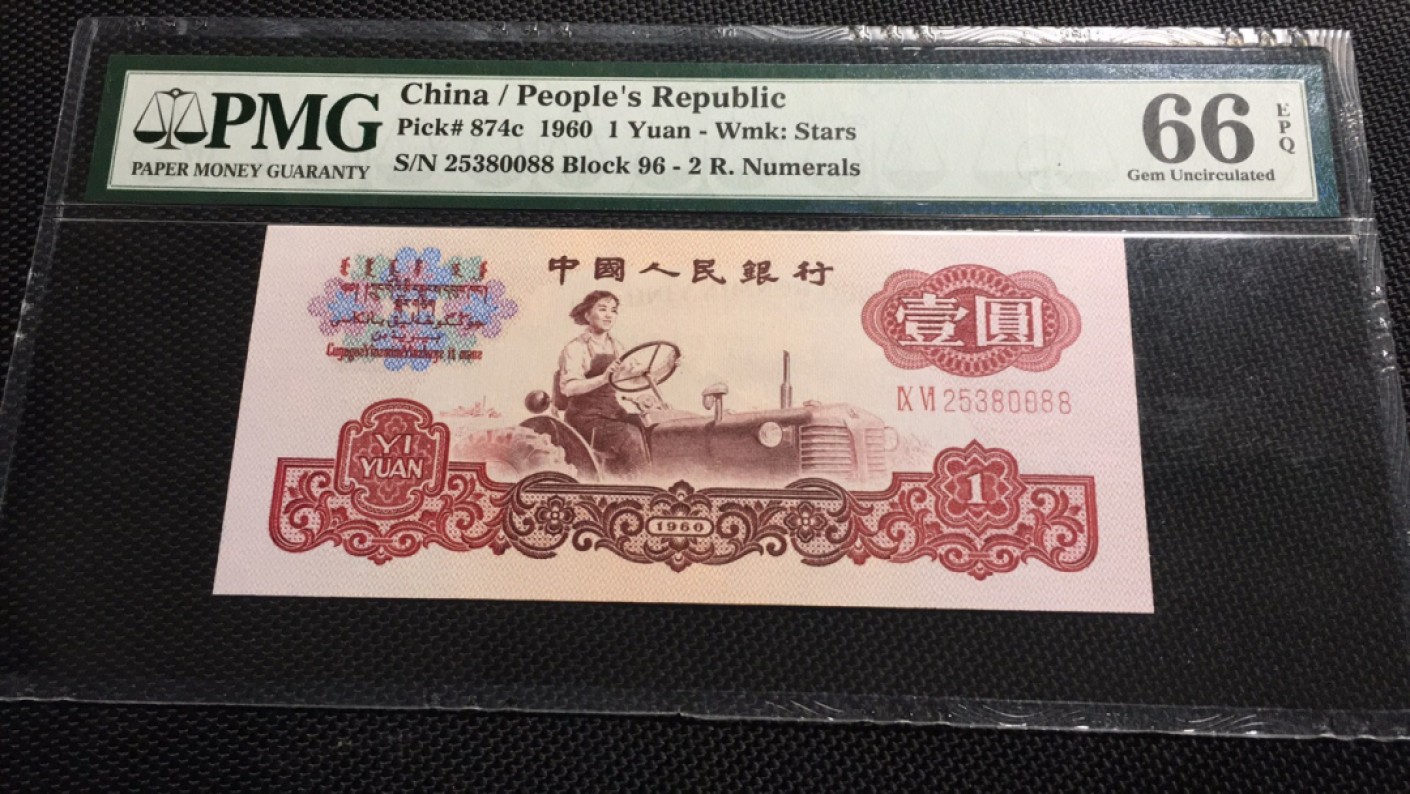 PMG
PAPER MONEY GUARANTY
China / People's Republic
Pick# 874c 1960 1 Yuan - Wmk: Stars
S/N 25380088 Block 96 - 2 R. Numerals
66
EPQ
Gem Uncirculated
中國人民銀行
壹圓
ⅨⅥ 25380088
YI
YUAN
1960
1